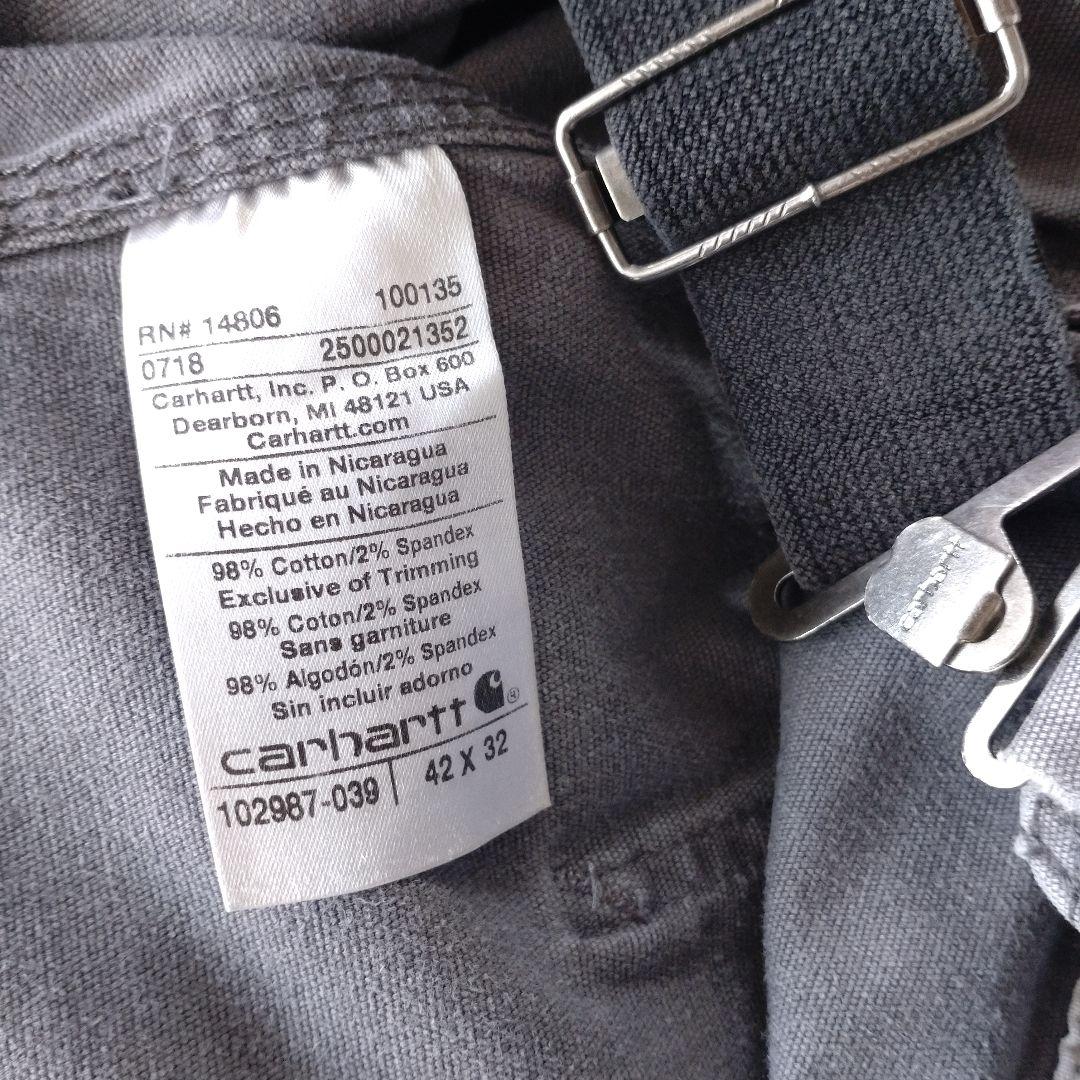 RN# 14806 100135
0718 2500021352
Carhartt, Inc. P. O. Box 600
Dearborn, MI 48121 USA
Carhartt.com
Made in Nicaragua
Fabriqué au Nicaragua
Hecho en Nicaragua
98% Cotton/2% Spandex
Exclusive of Trimming
98% Coton/2% Spandex
Sans garniture
98% Algodón/2% Spandex
Sin incluir adorno
carhartt ®
102987-039 | 42 X 32
carhartt